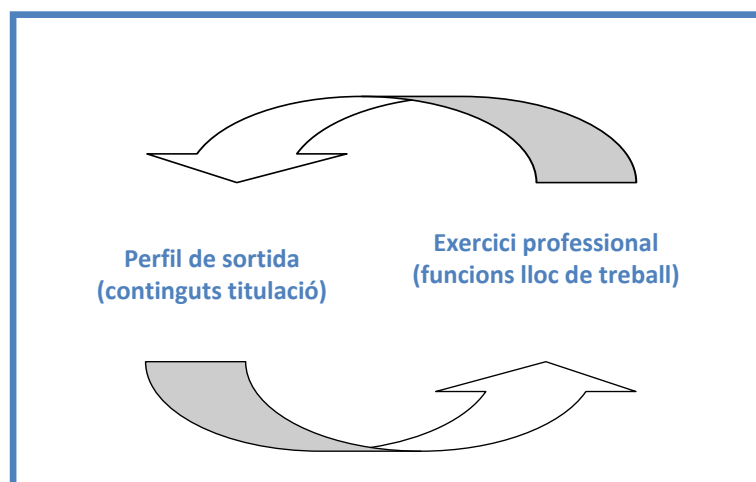 Perfil de sortida
(continguts titulació)
Exercici professional
(funcions lloc de treball)